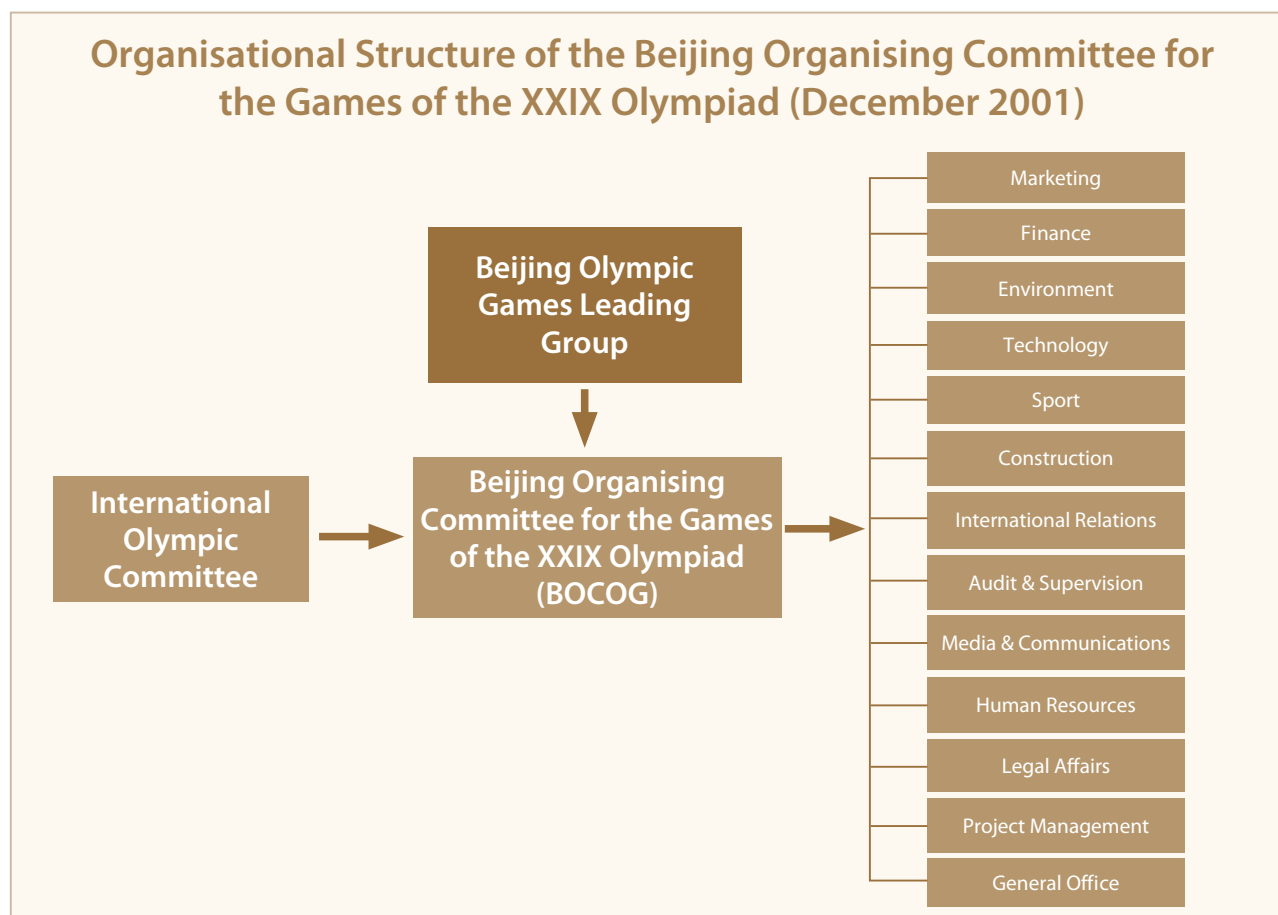 Organisational Structure of the Beijing Organising Committee for
the Games of the XXIX Olympiad (December 2001)
Beijing Olympic
Games Leading
Group
International
Olympic
Committee
Beijing Organising
Committee for the Games
of the XXIX Olympiad
(BOCOG)
Marketing
Finance
Environment
Technology
Sport
Construction
International Relations
Audit & Supervision
Media & Communications
Human Resources
Legal Affairs
Project Management
General Office